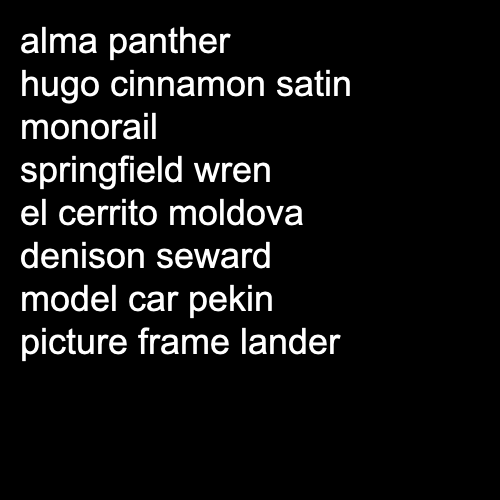 alma panther
hugo cinnamon satin
monorail
springfield wren
el cerrito moldova
denison seward
model car pekin
picture frame lander